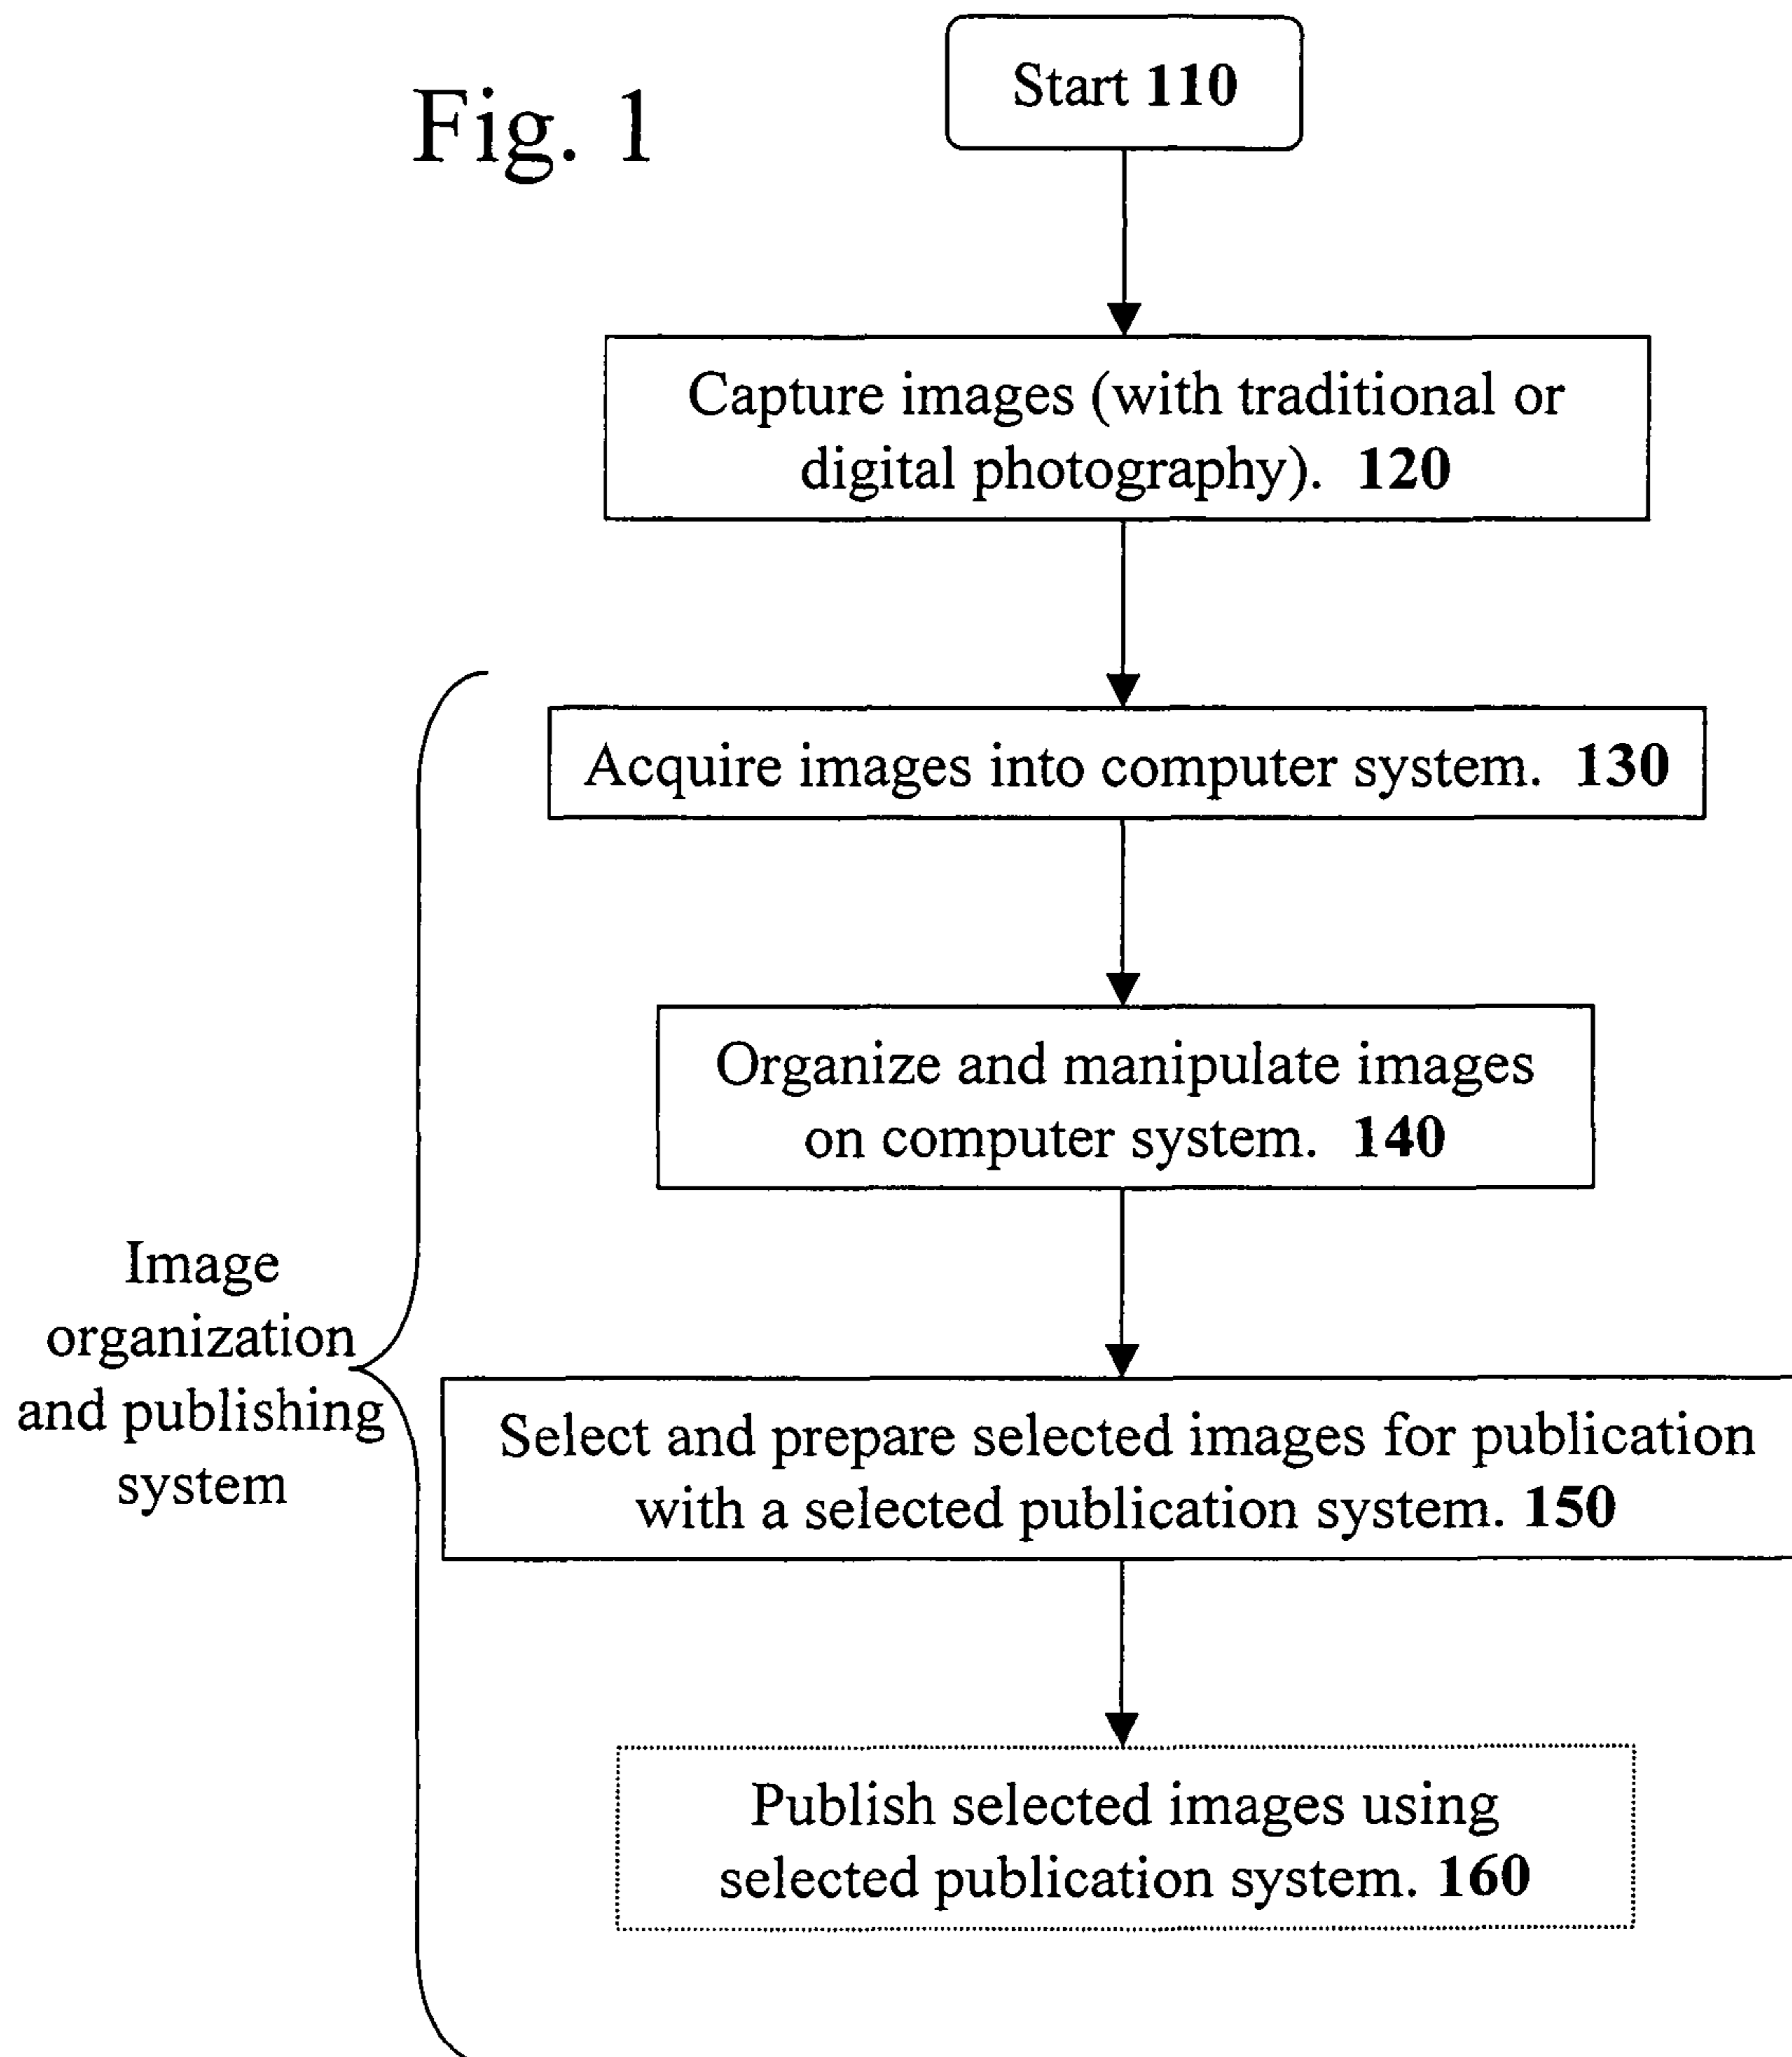 Fig. 1
Start 110
Capture images (with traditional or
digital photography).  120
Acquire images into computer system.  130
Organize and manipulate images
on computer system.  140
Image
organization
and publishing
system
Select and prepare selected images for publication
with a selected publication system. 150
Publish selected images using
selected publication system. 160